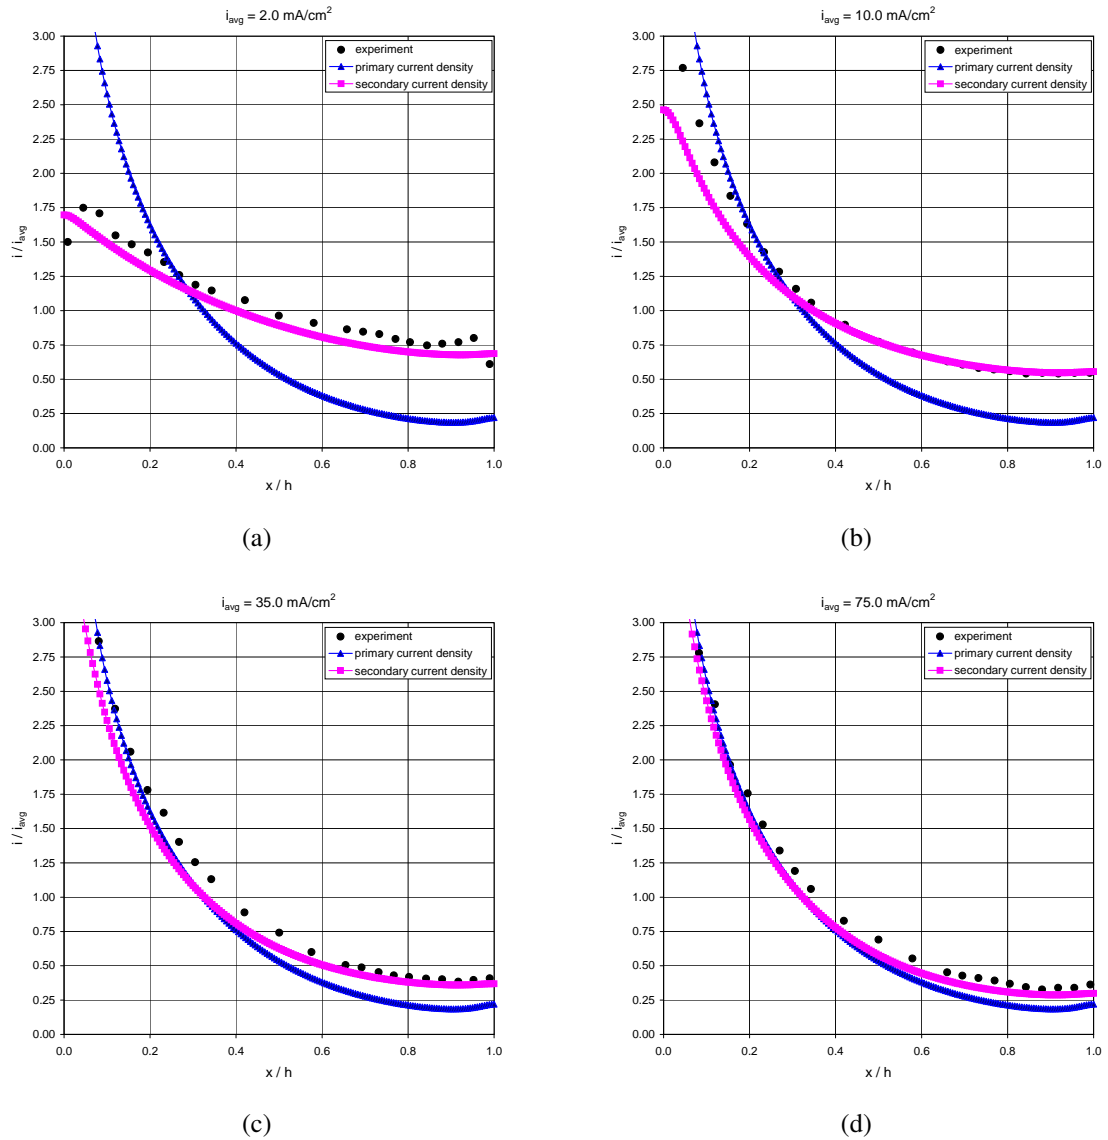 i_avg = 2.0 mA/cm²
3.00
2.75
2.50
2.25
2.00
1.75
1.50
1.25
1.00
0.75
0.50
0.25
0.00
i / i_avg
experiment
primary current density
secondary current density
0.0 0.2 0.4 0.6 0.8 1.0
x / h
(a)
i_avg = 10.0 mA/cm²
3.00
2.75
2.50
2.25
2.00
1.75
1.50
1.25
1.00
0.75
0.50
0.25
0.00
i / i_avg
experiment
primary current density
secondary current density
0.0 0.2 0.4 0.6 0.8 1.0
x / h
(b)
i_avg = 35.0 mA/cm²
3.00
2.75
2.50
2.25
2.00
1.75
1.50
1.25
1.00
0.75
0.50
0.25
0.00
i / i_avg
experiment
primary current density
secondary current density
0.0 0.2 0.4 0.6 0.8 1.0
x / h
(c)
i_avg = 75.0 mA/cm²
3.00
2.75
2.50
2.25
2.00
1.75
1.50
1.25
1.00
0.75
0.50
0.25
0.00
i / i_avg
experiment
primary current density
secondary current density
0.0 0.2 0.4 0.6 0.8 1.0
x / h
(d)